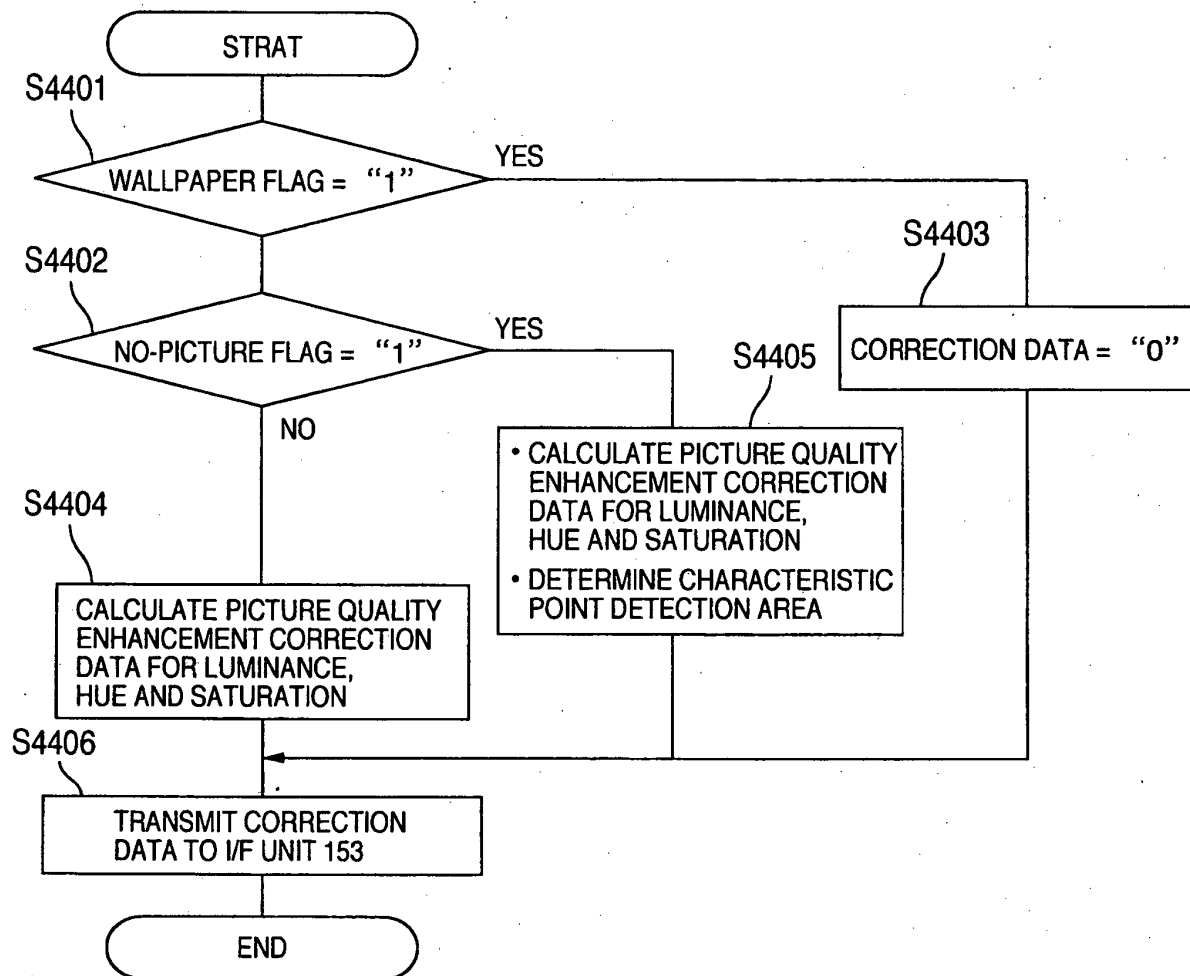 STRAT
S4401
WALLPAPER FLAG = “1”
YES
S4402
NO-PICTURE FLAG = “1”
YES
NO
S4403
CORRECTION DATA = “0”
S4405
• CALCULATE PICTURE QUALITY
ENHANCEMENT CORRECTION
DATA FOR LUMINANCE,
HUE AND SATURATION
• DETERMINE CHARACTERISTIC
POINT DETECTION AREA
S4404
CALCULATE PICTURE QUALITY
ENHANCEMENT CORRECTION
DATA FOR LUMINANCE,
HUE AND SATURATION
S4406
TRANSMIT CORRECTION
DATA TO I/F UNIT 153
END